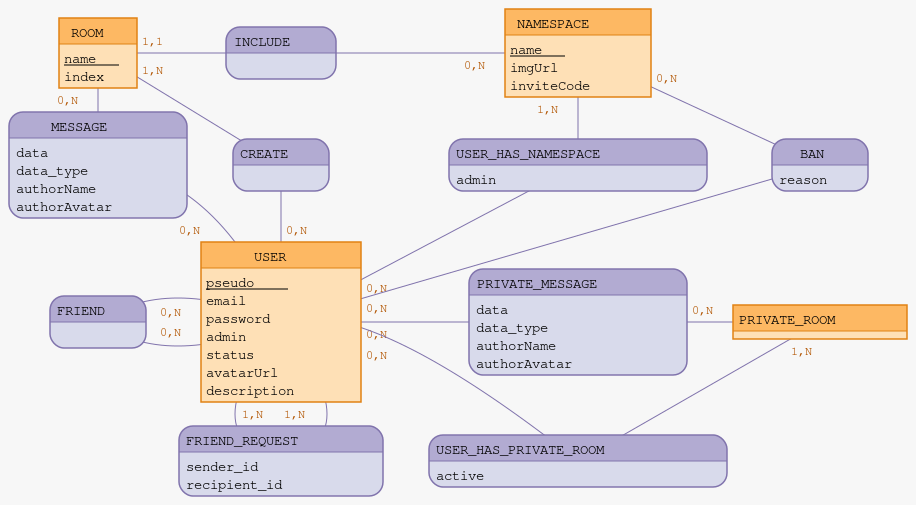 ROOM
name
index
1,1
1,N
0,N
INCLUDE
NAMESPACE
name
imgUrl
inviteCode
0,N
0,N
1,N
MESSAGE
data
data_type
authorName
authorAvatar
0,N
CREATE
0,N
USER_HAS_NAMESPACE
admin
BAN
reason
USER
pseudo
email
password
admin
status
avatarUrl
description
0,N
0,N
0,N
0,N
FRIEND
0,N
0,N
PRIVATE_MESSAGE
data
data_type
authorName
authorAvatar
0,N
PRIVATE_ROOM
1,N
1,N
1,N
FRIEND_REQUEST
sender_id
recipient_id
USER_HAS_PRIVATE_ROOM
active